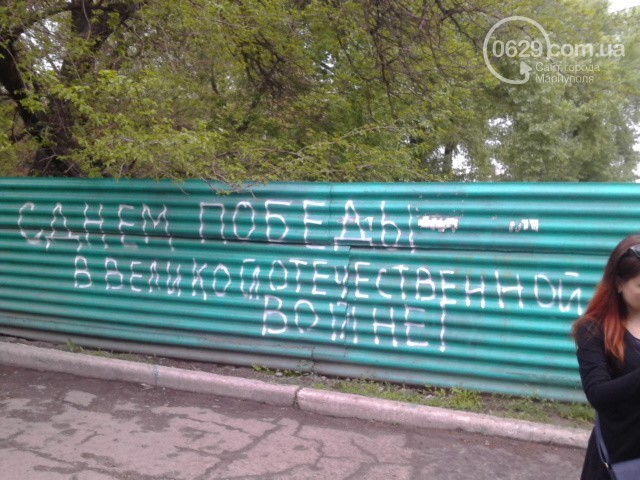 0629.com.ua
Сайт города
Мариуполя
С ДНЕМ ПОБЕДЫ
В ВЕЛИКОЙ ОТЕЧЕСТВЕННОЙ
ВОЙНЕ!